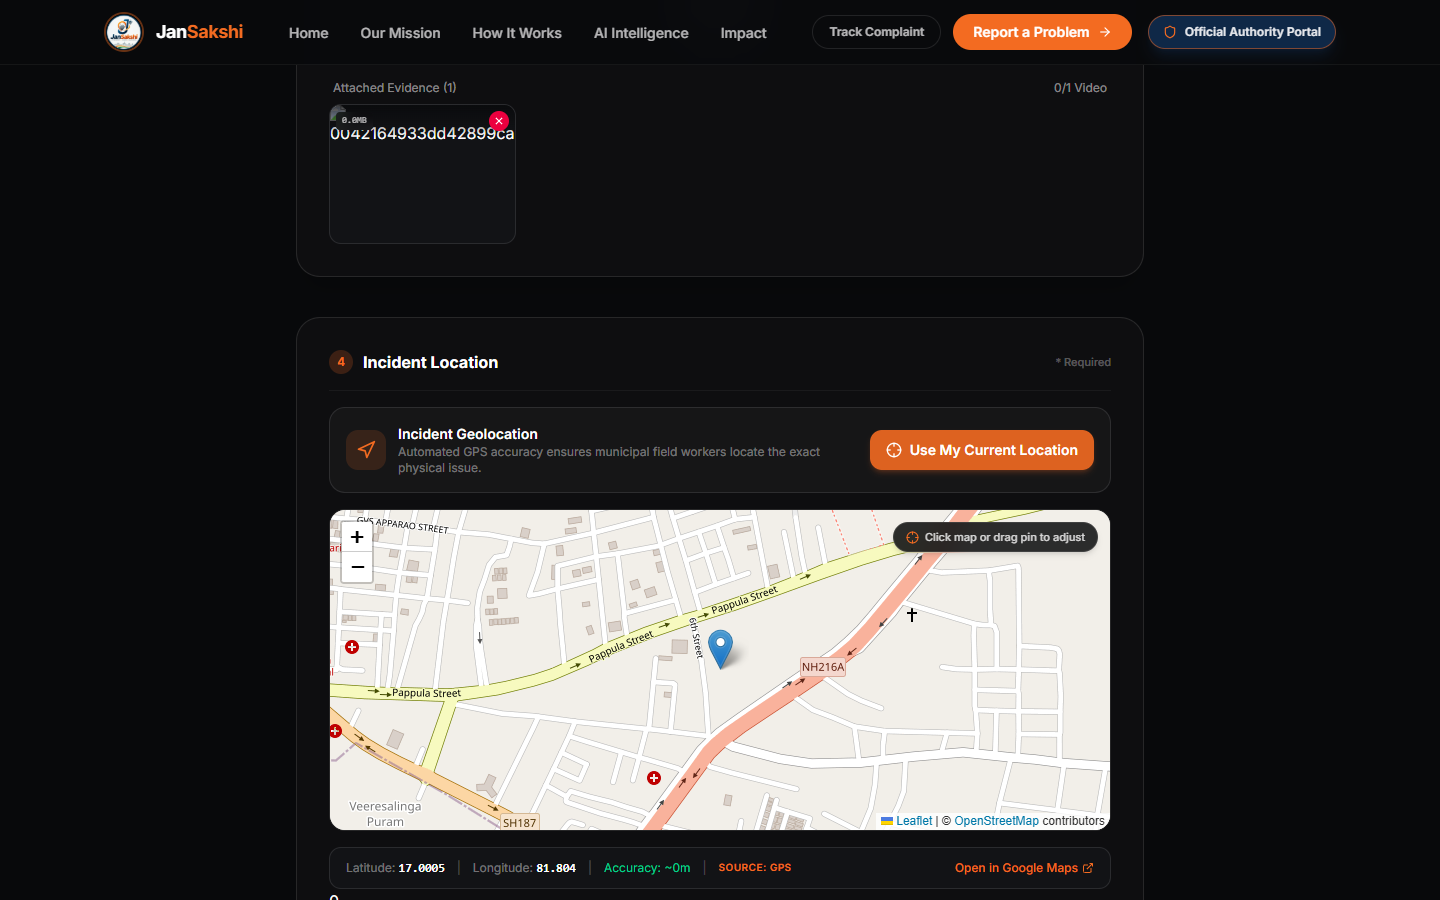 JanSakshi
Home
Our Mission
How It Works
AI Intelligence
Impact
Track Complaint
Report a Problem
Official Authority Portal
Attached Evidence (1)
0/1 Video
0.0MB
0042164933dd42899ca
4
Incident Location
* Required
Incident Geolocation
Automated GPS accuracy ensures municipal field workers locate the exact
physical issue.
Use My Current Location
+
−
GVS APPARAO STREET
Click map or drag pin to adjust
Pappula Street
6th Street
Pappula Street
NH216A
Pappula Street
Veeresalinga
Puram
SH187
Leaflet | © OpenStreetMap contributors
Latitude: 17.0005
Longitude: 81.804
Accuracy: ~0m
SOURCE: GPS
Open in Google Maps